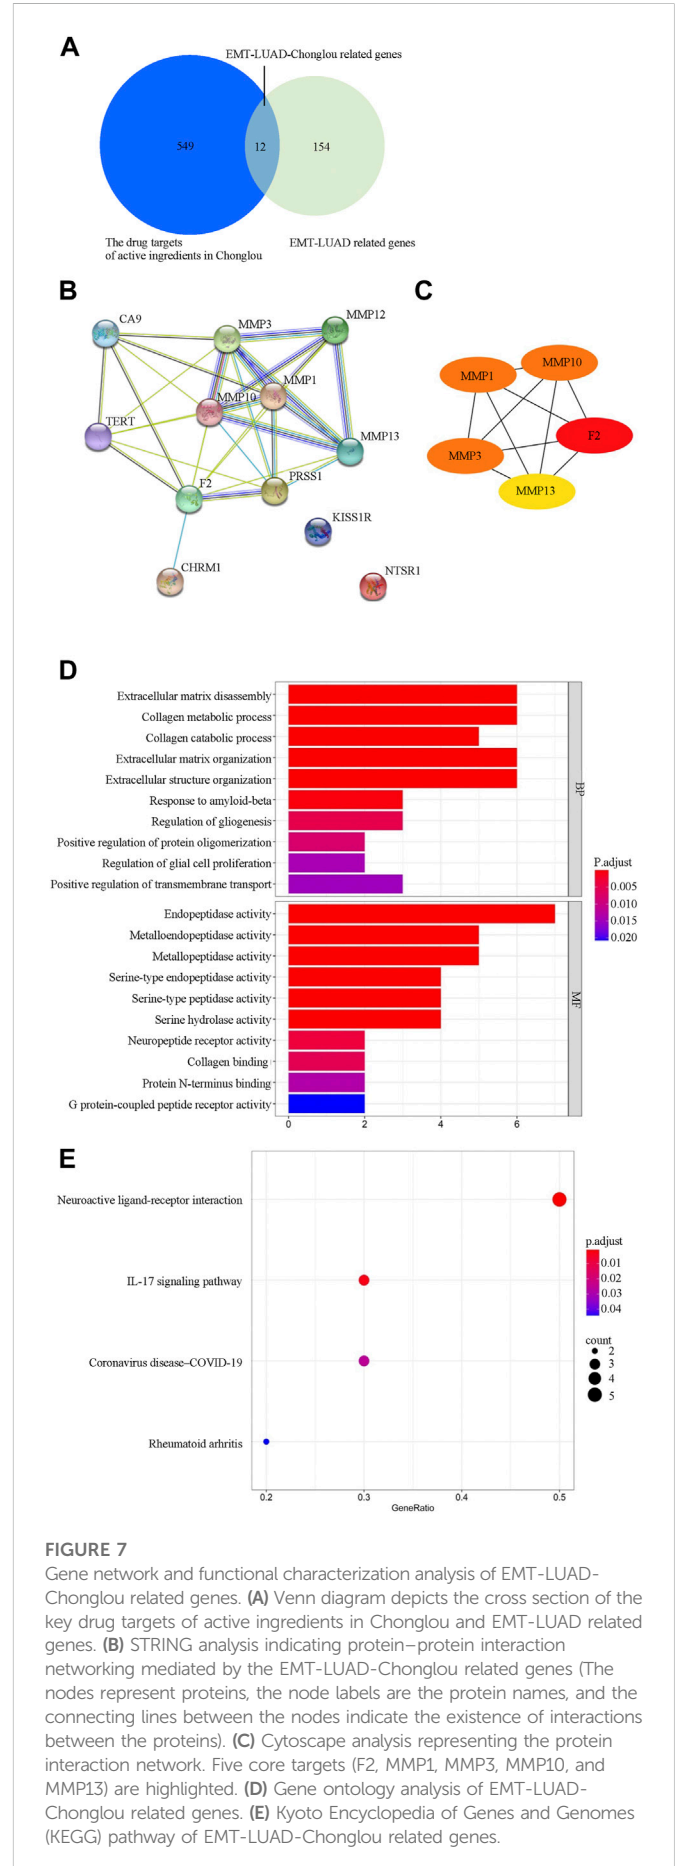 A
EMT-LUAD-Chonglou related genes
549
12
154
The drug targets
of active ingredients in Chonglou
EMT-LUAD related genes
B
CA9
MMP3
MMP12
MMP1
MMP10
TERT
MMP13
F2
PRSS1
KISS1R
CHRM1
NTSR1
C
MMP10
MMP1
F2
MMP3
MMP13
D
Extracellular matrix disassembly
Collagen metabolic process
Collagen catabolic process
Extracellular matrix organization
Extracellular structure organization
Response to amyloid-beta
Regulation of gliogenesis
Positive regulation of protein oligomerization
Regulation of glial cell proliferation
Positive regulation of transmembrane transport
BP
Endopeptidase activity
Metalloendopeptidase activity
Metallopeptidase activity
Serine-type endopeptidase activity
Serine-type peptidase activity
Serine hydrolase activity
Neuropeptide receptor activity
Collagen binding
Protein N-terminus binding
G protein-coupled peptide receptor activity
MF
0 2 4 6
P.adjust
0.005
0.010
0.015
0.020
E
Neuroactive ligand-receptor interaction
IL-17 signaling pathway
Coronavirus disease–COVID-19
Rheumatoid arhritis
0.2 0.3 0.4 0.5
GeneRatio
p.adjust
0.01
0.02
0.03
0.04
count
2
3
4
5
FIGURE 7
Gene network and functional characterization analysis of EMT-LUAD-
Chonglou related genes. (A) Venn diagram depicts the cross section of the
key drug targets of active ingredients in Chonglou and EMT-LUAD related
genes. (B) STRING analysis indicating protein–protein interaction
networking mediated by the EMT-LUAD-Chonglou related genes (The
nodes represent proteins, the node labels are the protein names, and the
connecting lines between the nodes indicate the existence of interactions
between the proteins). (C) Cytoscape analysis representing the protein
interaction network. Five core targets (F2, MMP1, MMP3, MMP10, and
MMP13) are highlighted. (D) Gene ontology analysis of EMT-LUAD-
Chonglou related genes. (E) Kyoto Encyclopedia of Genes and Genomes
(KEGG) pathway of EMT-LUAD-Chonglou related genes.